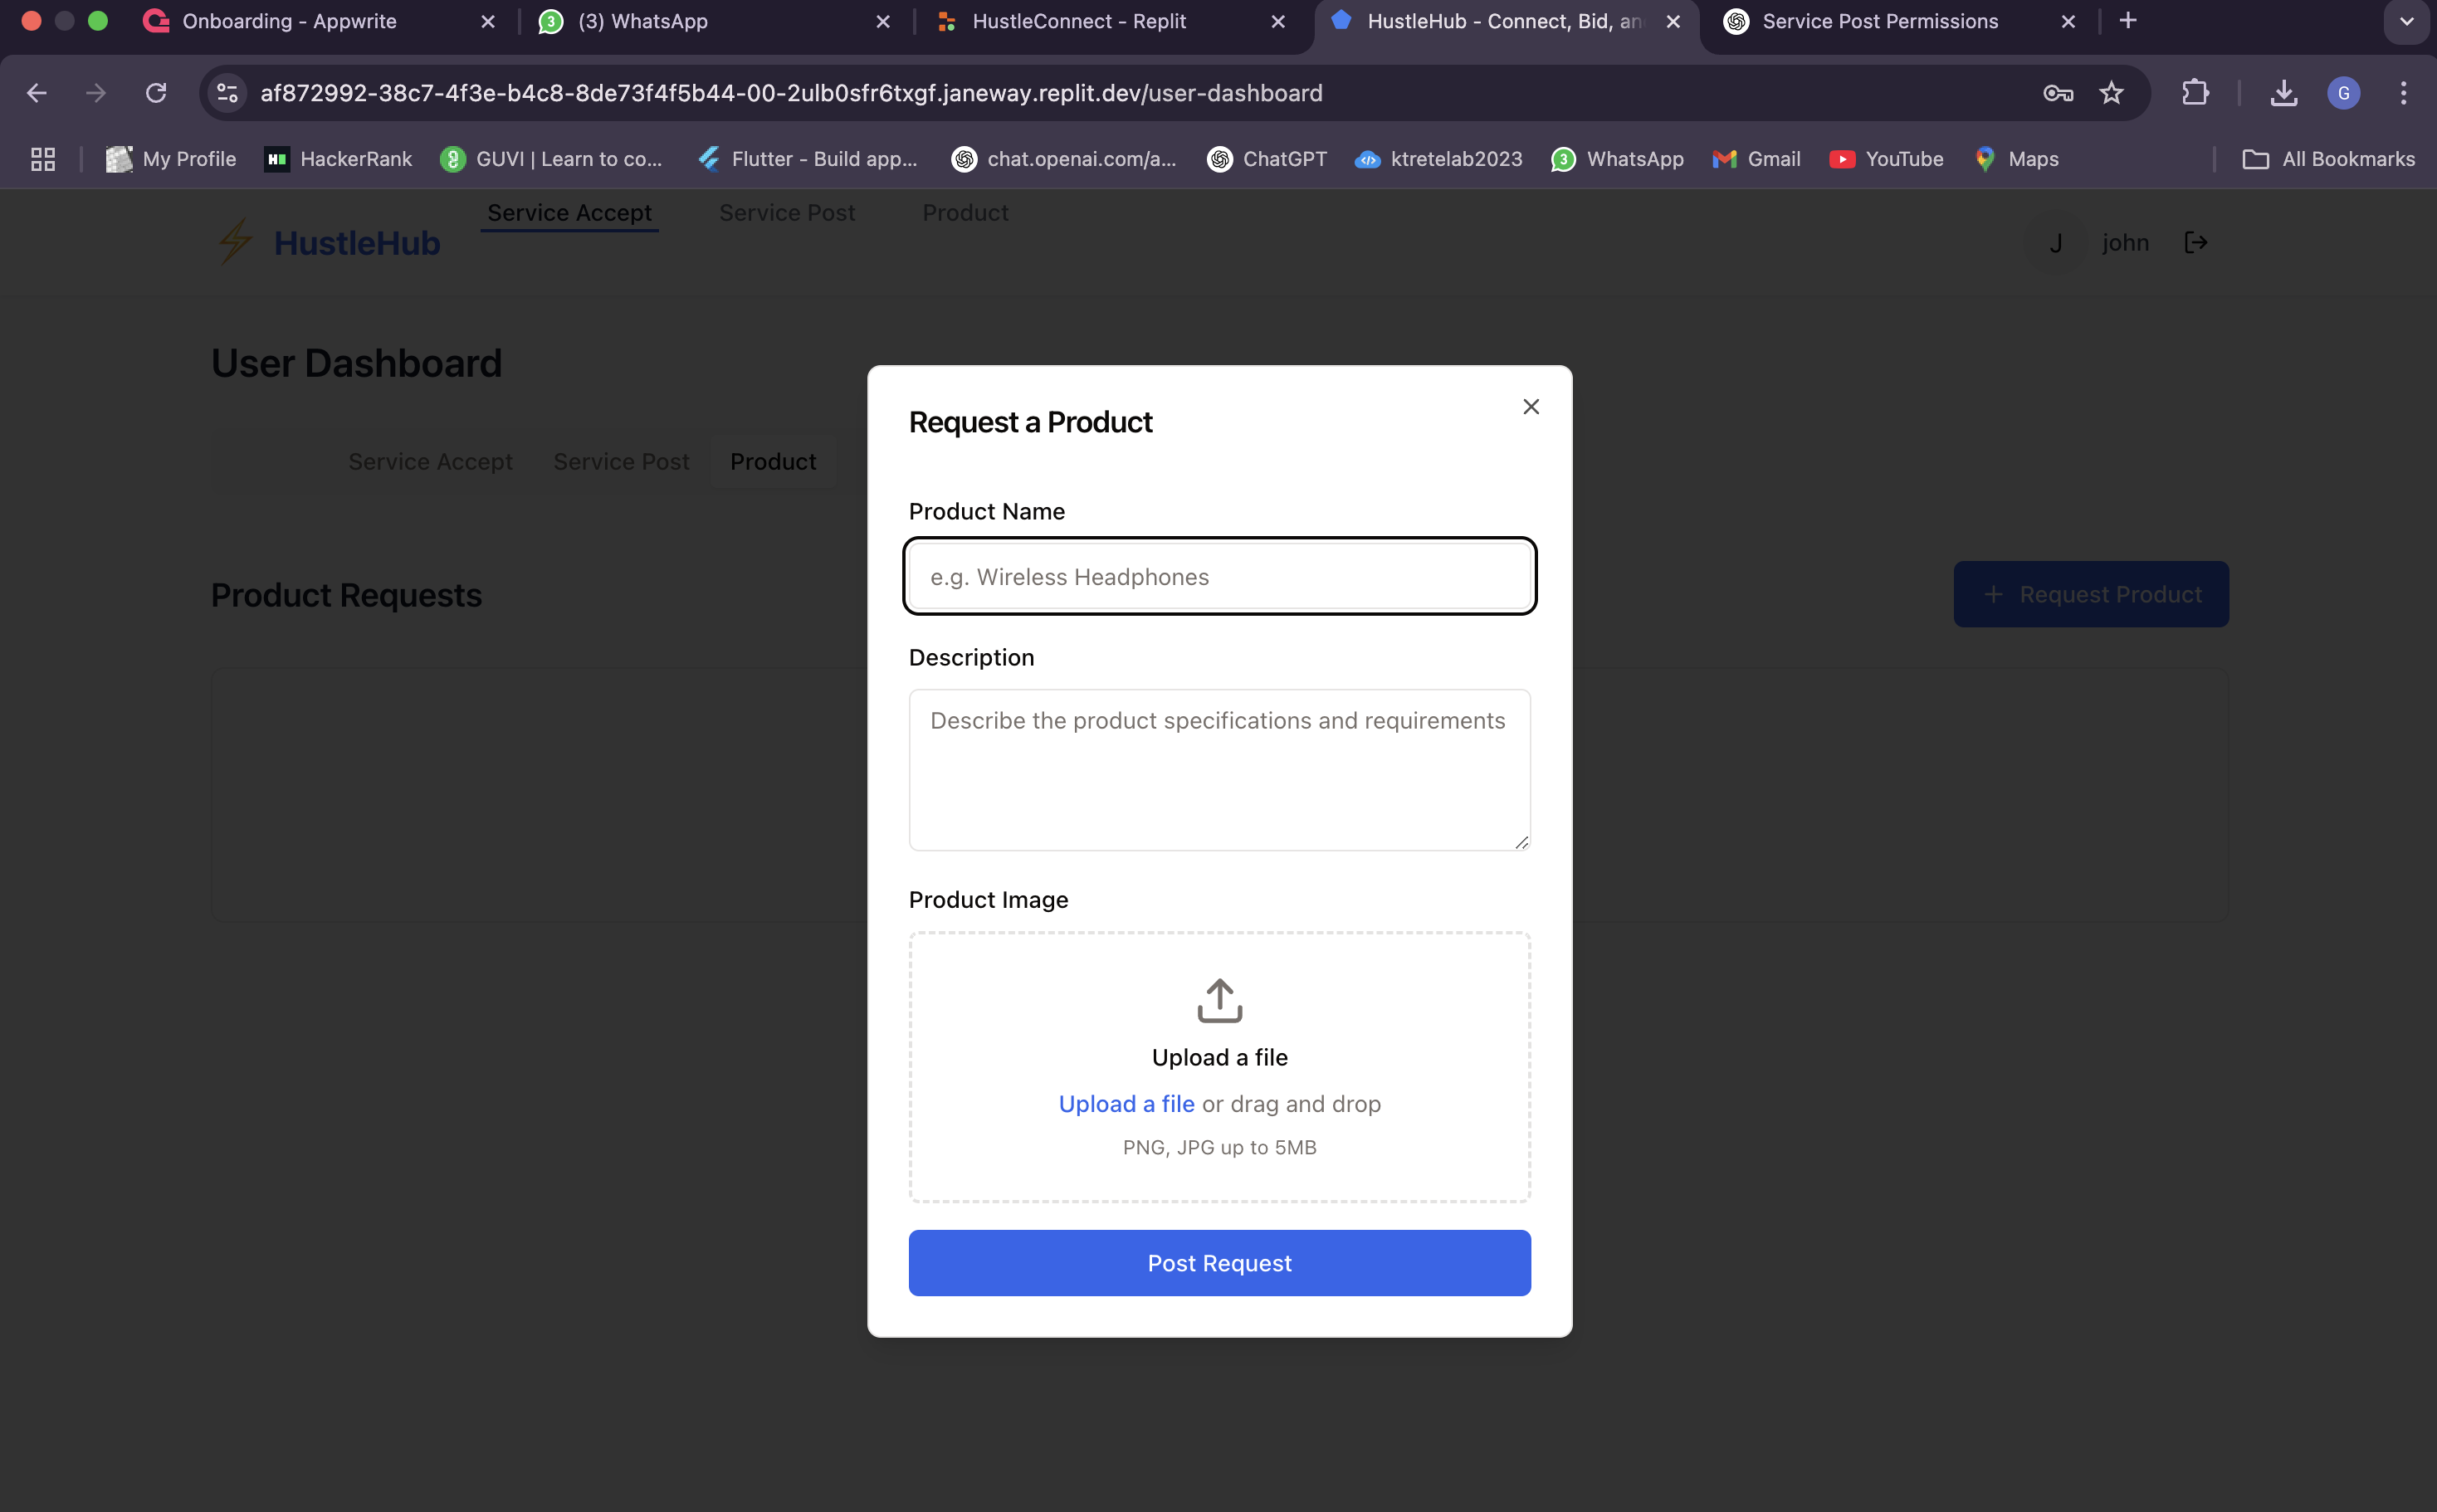 Onboarding - Appwrite
3
(3) WhatsApp
HustleConnect - Replit
HustleHub - Connect, Bid, an
Service Post Permissions
af872992-38c7-4f3e-b4c8-8de73f4f5b44-00-2ulb0sfr6txgf.janeway.replit.dev/user-dashboard
G
My Profile
HackerRank
GUVI | Learn to co...
Flutter - Build app...
chat.openai.com/a...
ChatGPT
ktretelab2023
3
WhatsApp
Gmail
YouTube
Maps
All Bookmarks
HustleHub
Service Accept
Service Post
Product
J
john
User Dashboard
Service Accept
Service Post
Product
Product Requests
+ Request Product
Request a Product
Product Name
e.g. Wireless Headphones
Description
Describe the product specifications and requirements
Product Image
Upload a file
Upload a file or drag and drop
PNG, JPG up to 5MB
Post Request